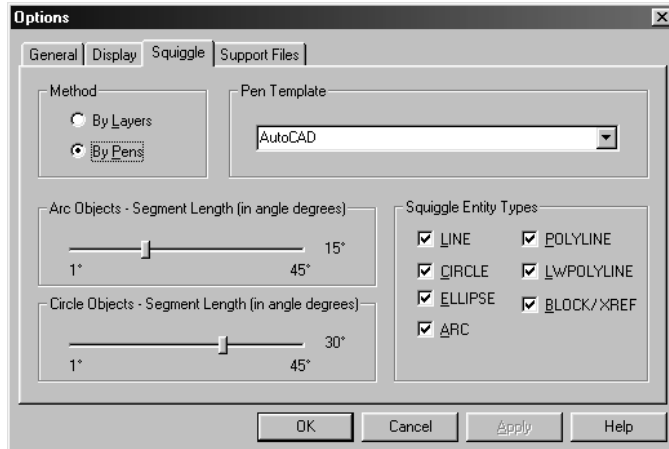 Options
General Display Squiggle Support Files
Method
By Layers
By Pens
Pen Template
AutoCAD
Arc Objects - Segment Length (in angle degrees)
15°
1° 45°
Circle Objects - Segment Length (in angle degrees)
30°
1° 45°
Squiggle Entity Types
LINE POLYLINE
CIRCLE LWPOLYLINE
ELLIPSE BLOCK/XREF
ARC
OK Cancel Apply Help